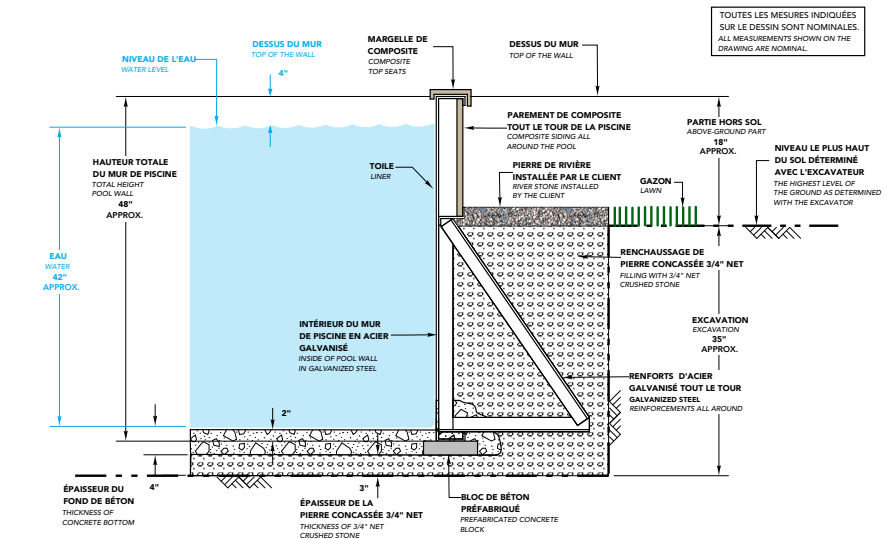 TOUTES LES MESURES INDIQUÉES
SUR LE DESSIN SONT NOMINALES.
ALL MEASUREMENTS SHOWN ON THE
DRAWING ARE NOMINAL.
NIVEAU DE L'EAU
WATER LEVEL
DESSUS DU MUR
TOP OF THE WALL
4"
MARGELLE DE
COMPOSITE
COMPOSITE
TOP SEATS
DESSUS DU MUR
TOP OF THE WALL
PAREMENT DE COMPOSITE
TOUT LE TOUR DE LA PISCINE
COMPOSITE SIDING ALL
AROUND THE POOL
PARTIE HORS SOL
ABOVE-GROUND PART
18"
APPROX.
NIVEAU LE PLUS HAUT
DU SOL DÉTERMINÉ
AVEC L'EXCAVATEUR
THE HIGHEST LEVEL OF
THE GROUND AS DETERMINED
WITH THE EXCAVATOR
HAUTEUR TOTALE
DU MUR DE PISCINE
TOTAL HEIGHT
POOL WALL
48"
APPROX.
TOILE
LINER
PIERRE DE RIVIÈRE
INSTALLÉE PAR LE CLIENT
RIVER STONE INSTALLED
BY THE CLIENT
GAZON
LAWN
EAU
WATER
42"
APPROX.
RENCHAUSSAGE DE
PIERRE CONCASSÉE 3/4" NET
FILLING WITH 3/4" NET
CRUSHED STONE
INTÉRIEUR DU MUR
DE PISCINE EN ACIER
GALVANISÉ
INSIDE OF POOL WALL
IN GALVANIZED STEEL
EXCAVATION
EXCAVATION
35"
APPROX.
RENFORTS D'ACIER
GALVANISÉ TOUT LE TOUR
GALVANIZED STEEL
REINFORCEMENTS ALL AROUND
2"
4"
3"
ÉPAISSEUR DU
FOND DE BÉTON
THICKNESS OF
CONCRETE BOTTOM
ÉPAISSEUR DE LA
PIERRE CONCASSÉE 3/4" NET
THICKNESS OF 3/4" NET
CRUSHED STONE
BLOC DE BÉTON
PRÉFABRIQUÉ
PREFABRICATED CONCRETE
BLOCK